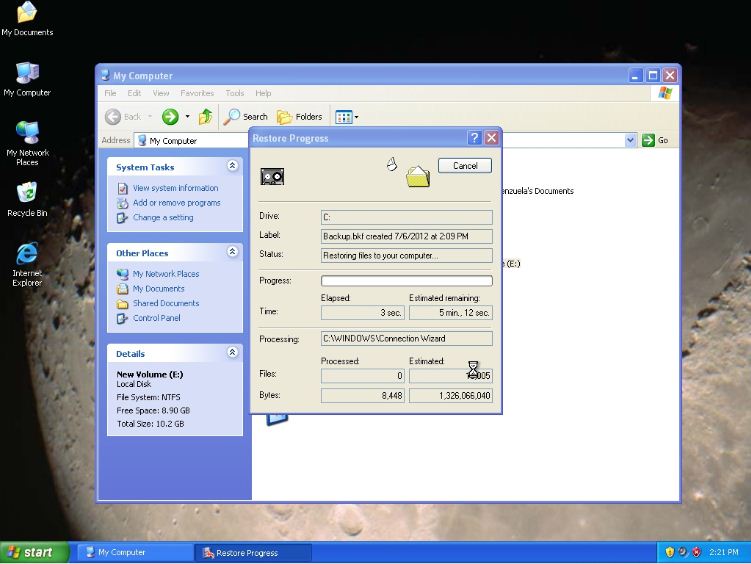 My Documents
My Computer
My Network
Places
Recycle Bin
Internet
Explorer
My Computer
File Edit View Favorites Tools Help
Back Search Folders
Address My Computer Go
System Tasks
View system information
Add or remove programs
Change a setting
Other Places
My Network Places
My Documents
Shared Documents
Control Panel
Details
New Volume (E:)
Local Disk
File System: NTFS
Free Space: 8.90 GB
Total Size: 10.2 GB
Documents
(E:)
Restore Progress
Cancel
Drive: C:
Label: Backup.bkf created 7/6/2012 at 2:09 PM
Status: Restoring files to your computer...
Progress:
Elapsed: Estimated remaining:
Time: 3 sec. 5 min., 12 sec.
Processing: C:\WINDOWS\Connection Wizard
Processed: Estimated:
Files: 0
Bytes: 8,448 1,326,066,040
start My Computer Restore Progress 2:21 PM